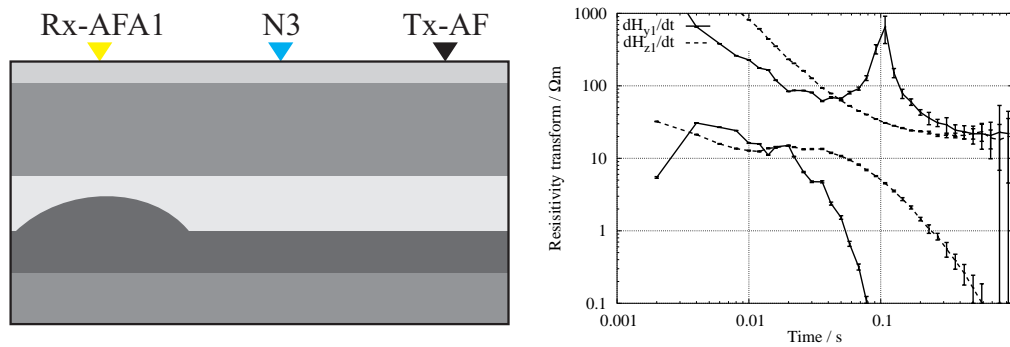 Rx-AFA1 N3 Tx-AF
1000
100
10
1
0.1
Resisitivity transform / Ωm
dHy1/dt
dHz1/dt
0.001 0.01 0.1
Time / s